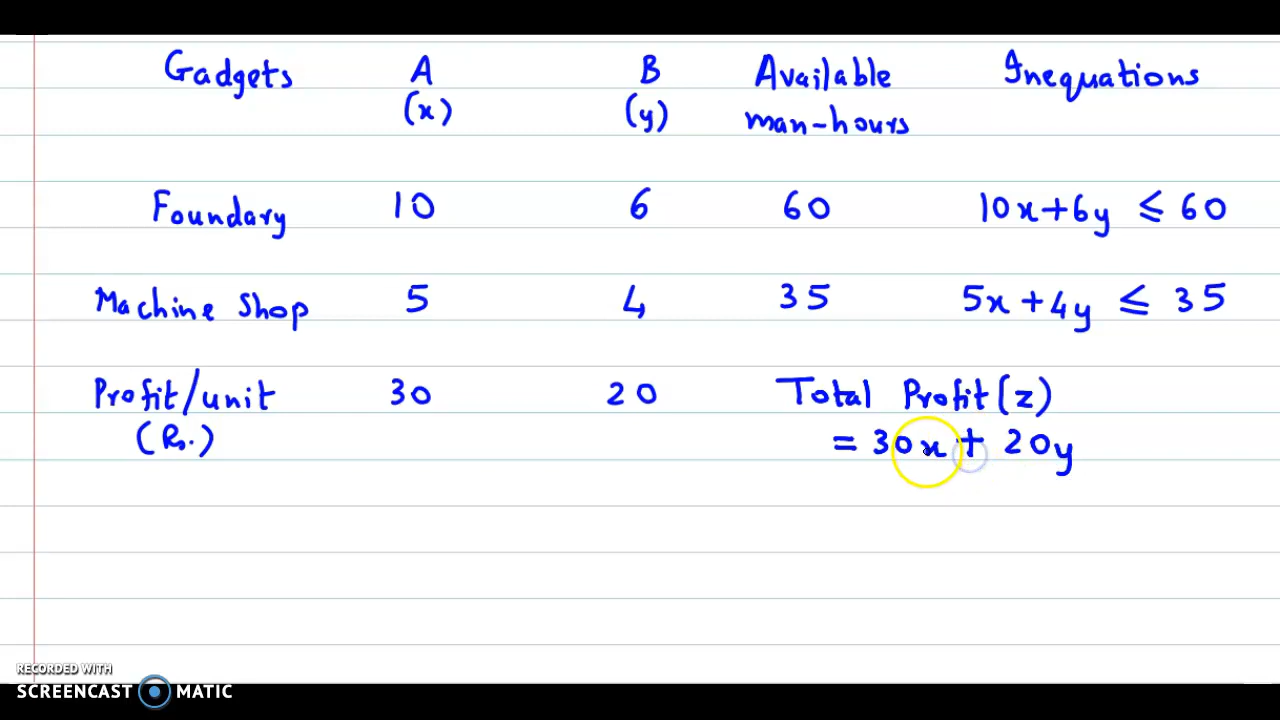 Gadgets A B Available Inequations
(x) (y) man-hours
Foundary 10 6 60 10x+6y ≤ 60
Machine Shop 5 4 35 5x+4y ≤ 35
Profit/unit 30 20 Total Profit(z)
(Rs.) = 30x + 20y
RECORDED WITH
SCREENCAST MATIC